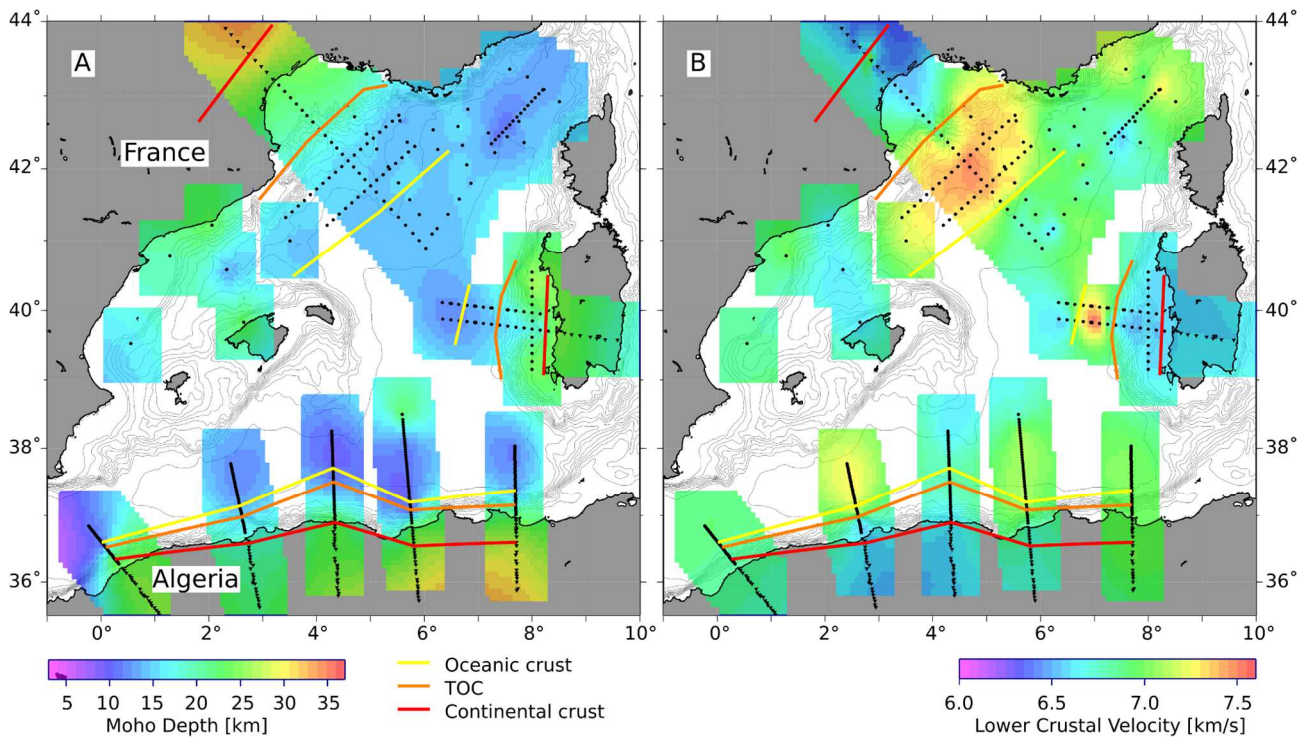 A
B
France
Algeria
44°
42°
40°
38°
36°
0° 2° 4° 6° 8° 10°
0° 2° 4° 6° 8° 10°
44°
42°
40°
38°
36°
5 10 15 20 25 30 35
Moho Depth [km]
Oceanic crust
TOC
Continental crust
6.0 6.5 7.0 7.5
Lower Crustal Velocity [km/s]